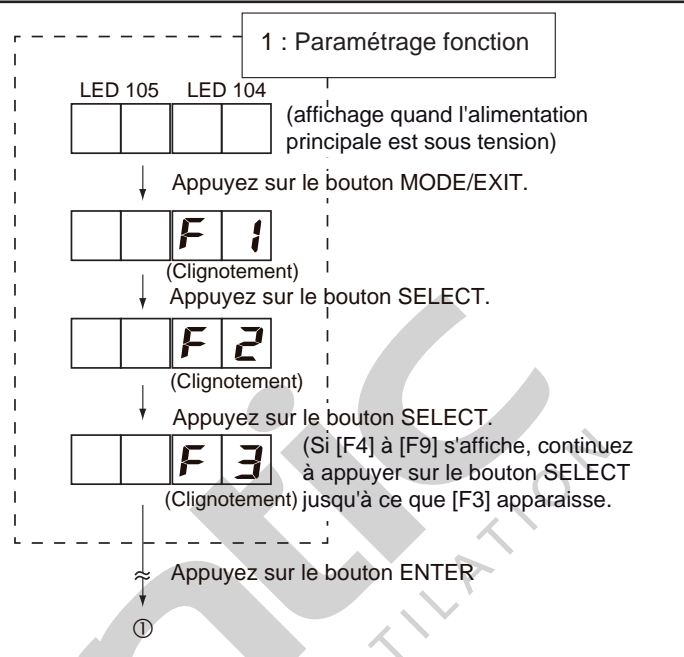 1 : Paramétrage fonction
LED 105 LED 104
(affichage quand l'alimentation
principale est sous tension)
Appuyez sur le bouton MODE/EXIT.
F 1
(Clignotement)
Appuyez sur le bouton SELECT.
F 2
(Clignotement)
Appuyez sur le bouton SELECT.
F 3
(Si [F4] à [F9] s'affiche, continuez
à appuyer sur le bouton SELECT
(Clignotement) jusqu'à ce que [F3] apparaisse.
≈ Appuyez sur le bouton ENTER
①
ntic
TILATION